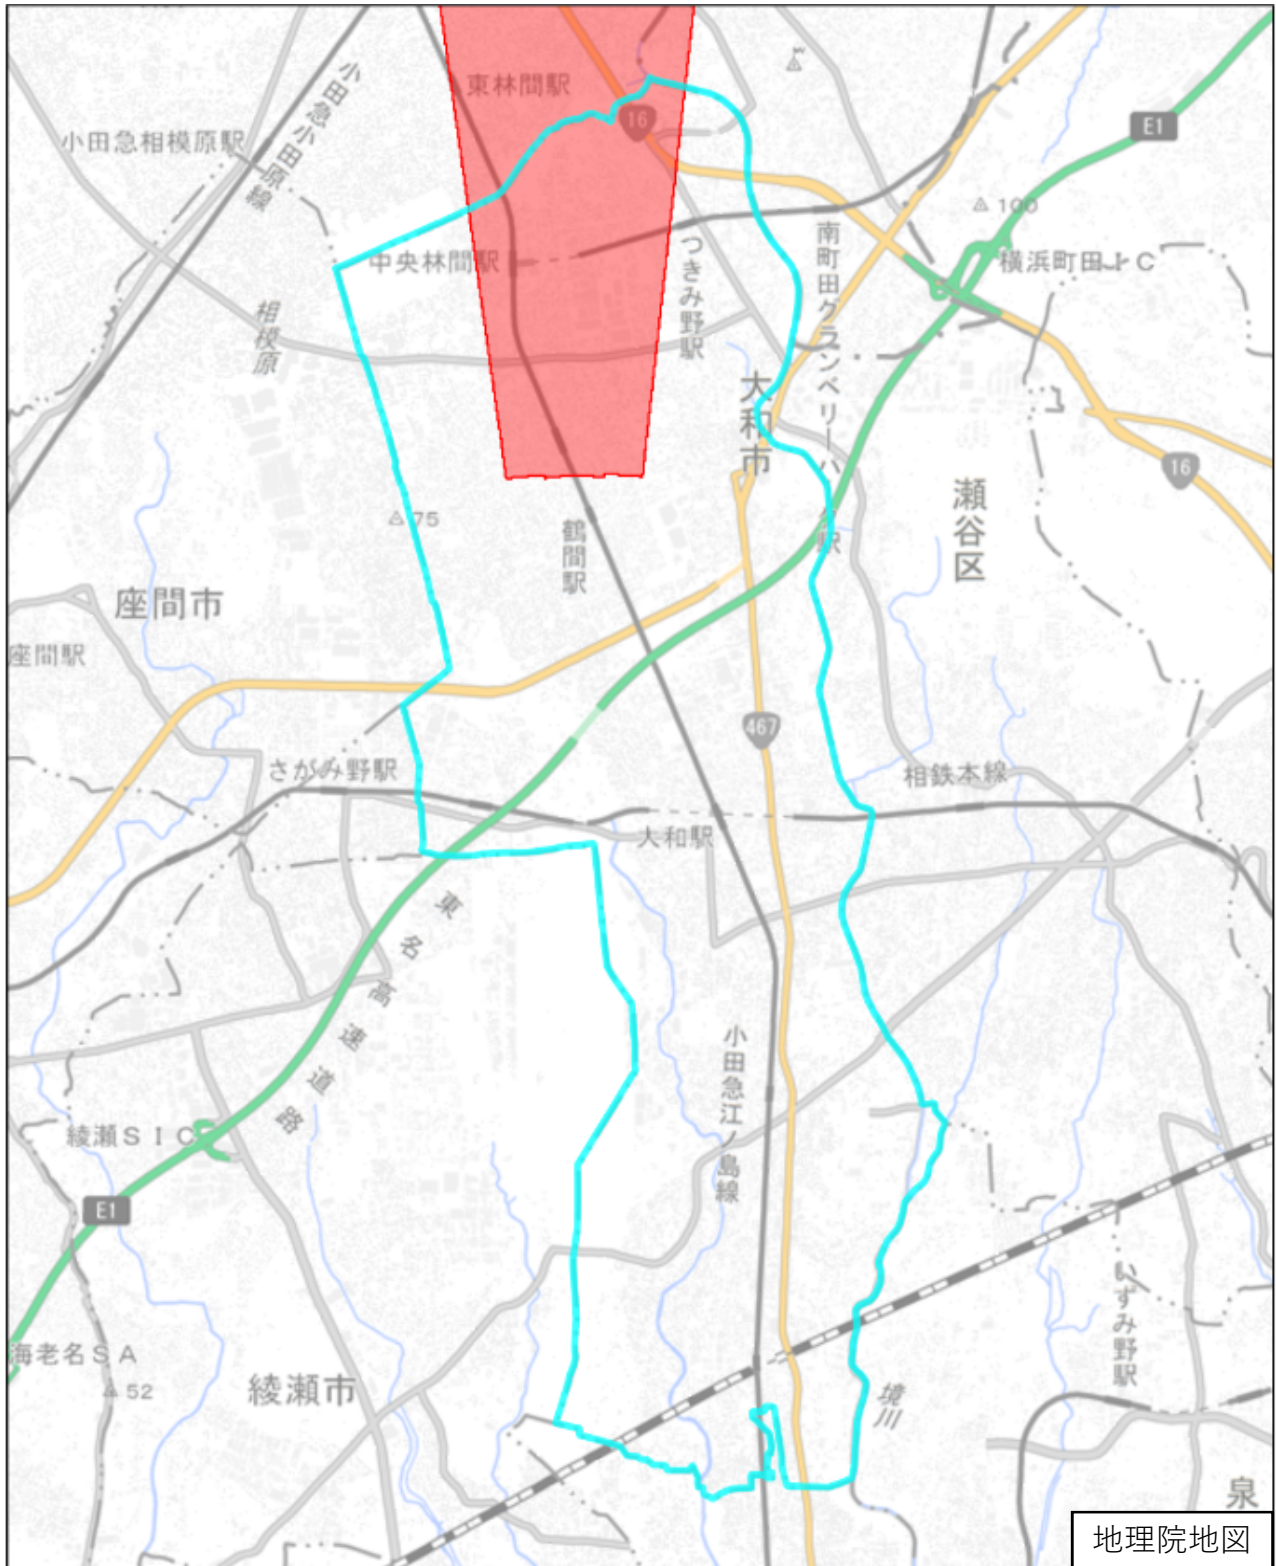 東林間駅
小田急小田原線
小田急相模原駅
16
E1
100
中央林間駅
つきみ野駅
南町田グランベリーパーク駅
横浜町田IC
相模原
大和市
16
瀬谷区
75
鶴間駅
座間市
座間駅
467
さがみ野駅
相鉄本線
大和駅
東名高速道路
小田急江ノ島線
綾瀬SIC
E1
いずみ野駅
海老名SA
52
綾瀬市
境川
泉
地理院地図